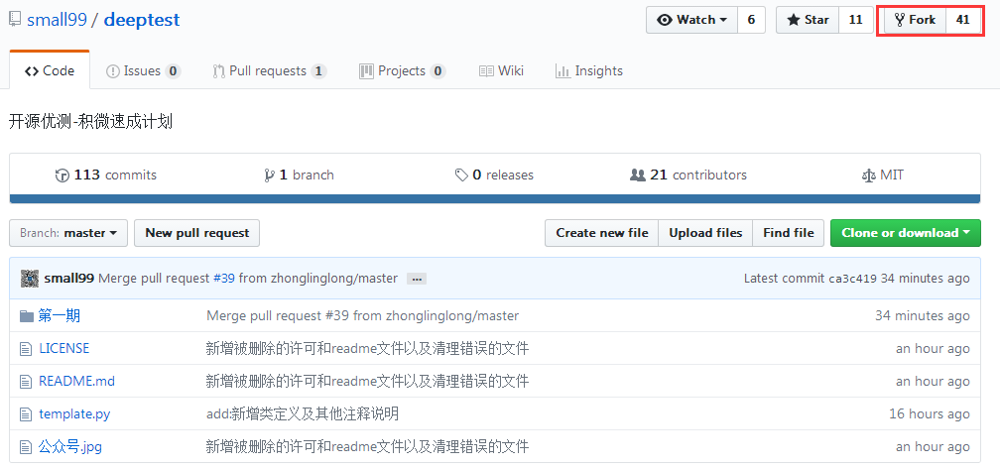 small99 / deeptest Watch 6 Star 11 Fork 41
Code Issues 0 Pull requests 1 Projects 0 Wiki Insights
开源优测-积微速成计划
113 commits 1 branch 0 releases 21 contributors MIT
Branch: master New pull request Create new file Upload files Find file Clone or download
small99 Merge pull request #39 from zhonglinglong/master ... Latest commit ca3c419 34 minutes ago
第一期 Merge pull request #39 from zhonglinglong/master 34 minutes ago
LICENSE 新增被删除的许可和readme文件以及清理错误的文件 an hour ago
README.md 新增被删除的许可和readme文件以及清理错误的文件 an hour ago
template.py add:新增类定义及其他注释说明 16 hours ago
公众号.jpg 新增被删除的许可和readme文件以及清理错误的文件 an hour ago